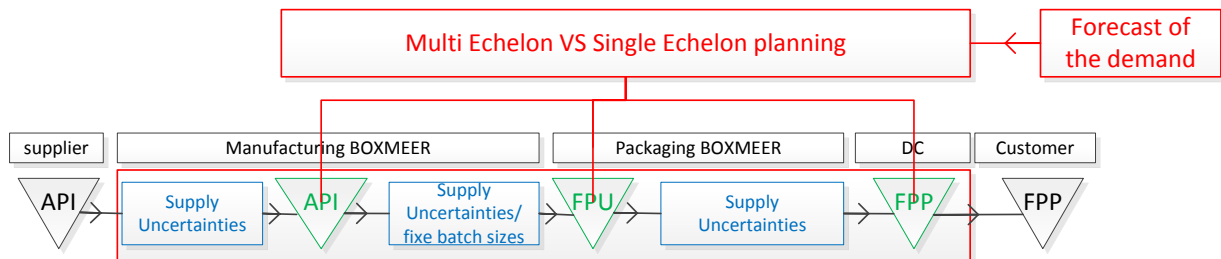 Multi Echelon VS Single Echelon planning
Forecast of
the demand
supplier
Manufacturing BOXMEER
Packaging BOXMEER
DC
Customer
API
Supply
Uncertainties
API
Supply
Uncertainties/
fixe batch sizes
FPU
Supply
Uncertainties
FPP
FPP